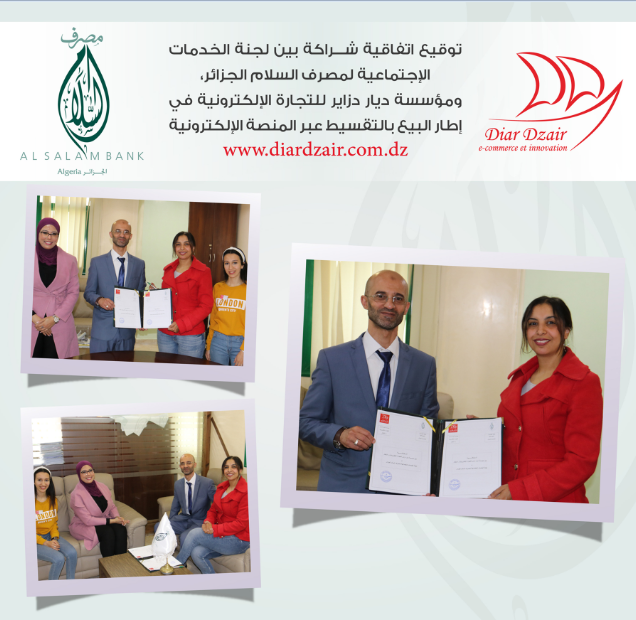 مصرف
السلام
AL SALAM BANK
Algeria الجزائر
توقيع اتفاقية شراكة بين لجنة الخدمات
الإجتماعية لمصرف السلام الجزائر،
ومؤسسة ديار دزاير للتجارة الإلكترونية في
إطار البيع بالتقسيط عبر المنصة الإلكترونية
www.diardzair.com.dz
Diar Dzair
e-commerce et innovation
LONDON